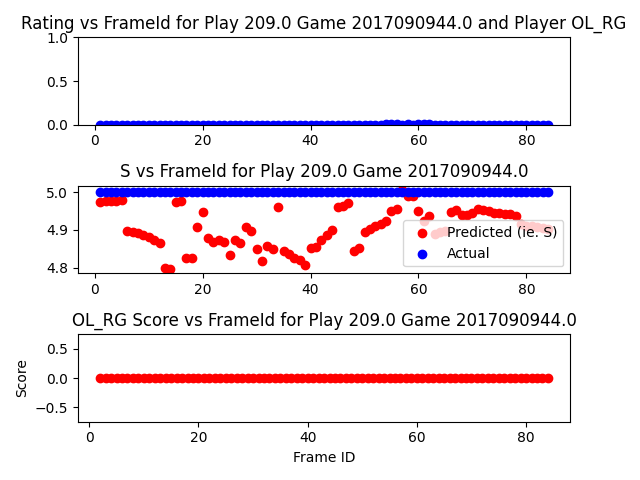 Rating vs FrameId for Play 209.0 Game 2017090944.0 and Player OL_RG
1.0
0.5
0.0
0 20 40 60 80
S vs FrameId for Play 209.0 Game 2017090944.0
5.0
4.9
4.8
Predicted (Ie. S)
Actual
0 20 40 60 80
OL_RG Score vs FrameId for Play 209.0 Game 2017090944.0
Score
0.5
0.0
−0.5
0 20 40 60 80
Frame ID